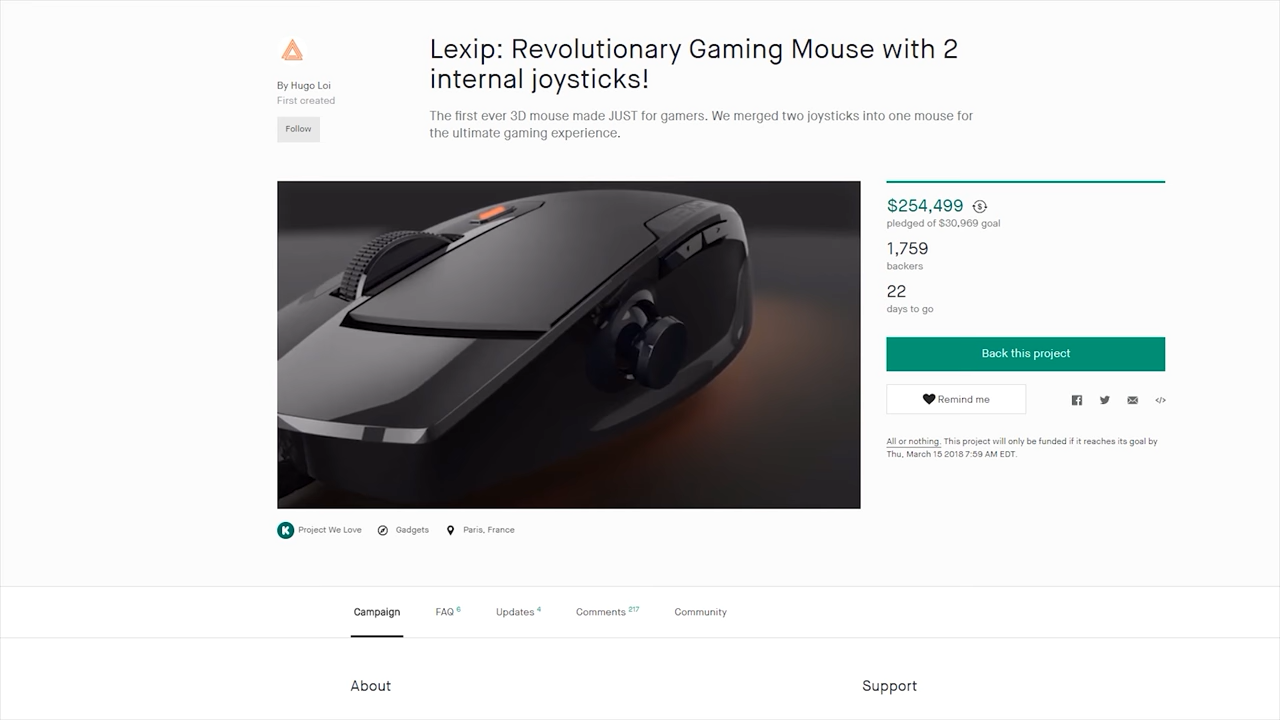 Lexip: Revolutionary Gaming Mouse with 2
internal joysticks!
By Hugo Loi
First created
Follow
The first ever 3D mouse made JUST for gamers. We merged two joysticks into one mouse for
the ultimate gaming experience.
$254,499
pledged of $30,969 goal
1,759
backers
22
days to go
Back this project
Remind me
All or nothing. This project will only be funded if it reaches its goal by
Thu, March 15 2018 7:59 AM EDT.
Project We Love
Gadgets
Paris, France
Campaign
FAQ 6
Updates 4
Comments 217
Community
About
Support